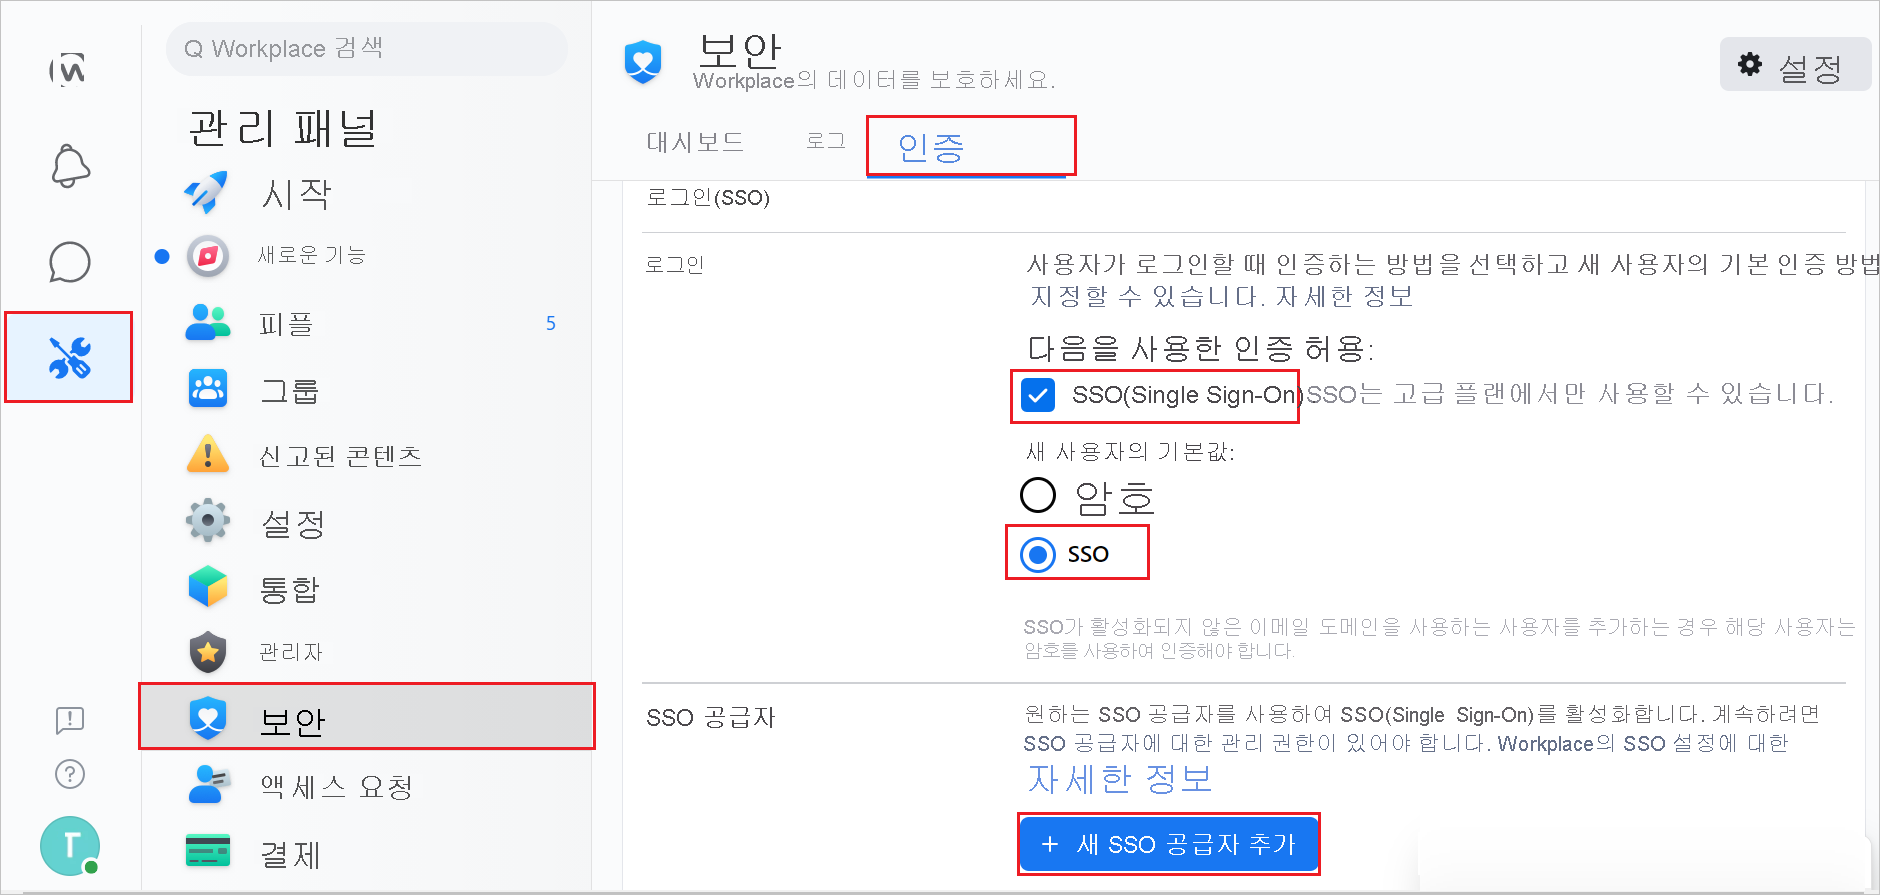 Workplace 검색
관리 패널
시작
새로운 기능
피플 5
그룹
신고된 콘텐츠
설정
통합
관리자
보안
액세스 요청
결제
T
보안
Workplace의 데이터를 보호하세요.
설정
대시보드 로그 인증
로그인(SSO)
로그인
사용자가 로그인할 때 인증하는 방법을 선택하고 새 사용자의 기본 인증 방법
지정할 수 있습니다. 자세한 정보
다음을 사용한 인증 허용:
SSO(Single Sign-On) SSO는 고급 플랜에서만 사용할 수 있습니다.
새 사용자의 기본값:
암호
SSO
SSO가 활성화되지 않은 이메일 도메인을 사용하는 사용자를 추가하는 경우 해당 사용자는
암호를 사용하여 인증해야 합니다.
SSO 공급자
원하는 SSO 공급자를 사용하여 SSO(Single Sign-On)를 활성화합니다. 계속하려면
SSO 공급자에 대한 관리 권한이 있어야 합니다. Workplace의 SSO 설정에 대한
자세한 정보
+ 새 SSO 공급자 추가